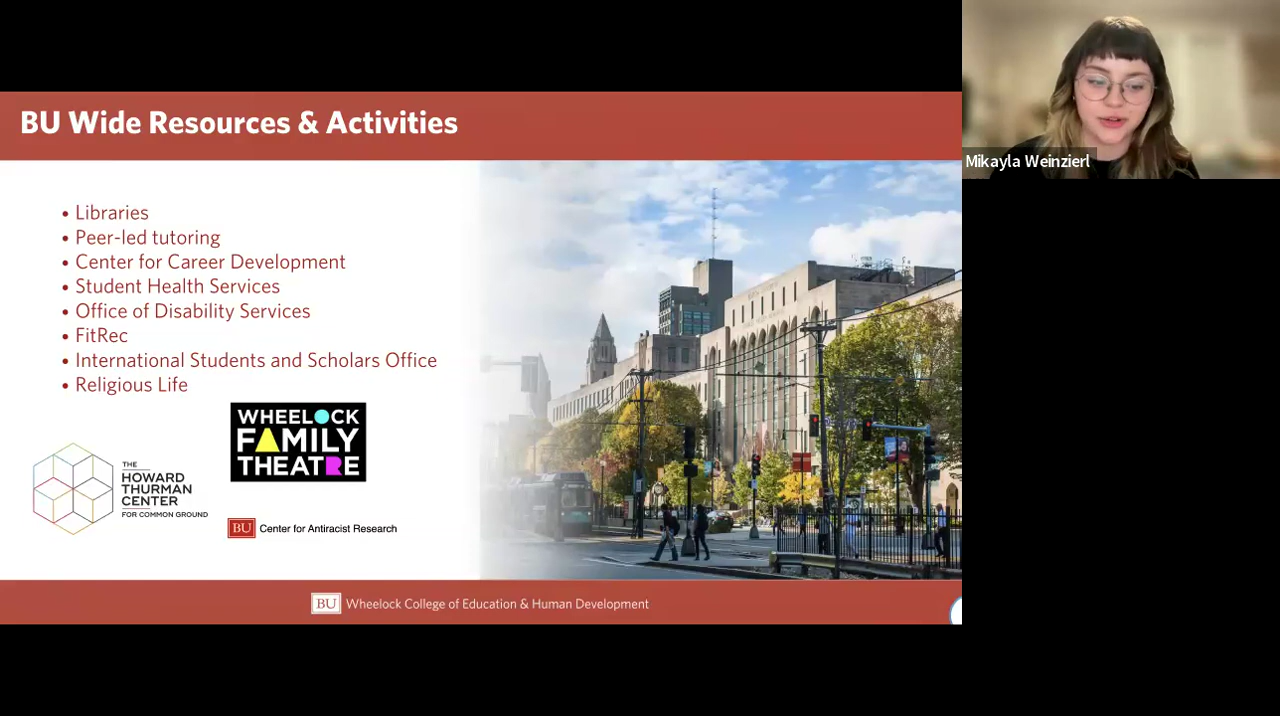 BU Wide Resources & Activities
Mikayla Weinzierl
• Libraries
• Peer-led tutoring
• Center for Career Development
• Student Health Services
• Office of Disability Services
• FitRec
• International Students and Scholars Office
• Religious Life
WHEELOCK
FAMILY
THEATRE
THE
HOWARD
THURMAN
CENTER
FOR COMMON GROUND
BU Center for Antiracist Research
BU Wheelock College of Education & Human Development